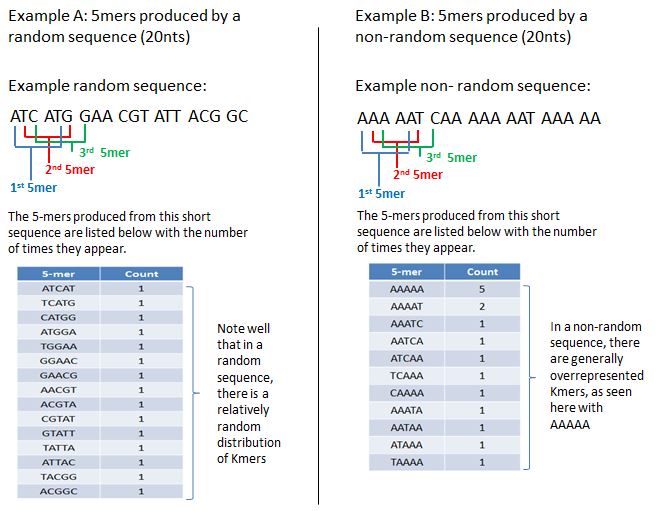 Example A: 5mers produced by a
random sequence (20nts)
Example random sequence:
ATC ATG GAA CGT ATT ACG GC
3rd 5mer
2nd 5mer
1st 5mer
The 5-mers produced from this short
sequence are listed below with the number
of times they appear.
5-mer Count
ATCAT 1
TCATG 1
CATGG 1
ATGGA 1
TGGAA 1
GGAAC 1
GAACG 1
AACGT 1
ACGTA 1
CGTAT 1
GTATT 1
TATTA 1
ATTAC 1
TACGG 1
ACGGC 1
Note well
that in a
random
sequence,
there is a
relatively
random
distribution
of Kmers
Example B: 5mers produced by a
non-random sequence (20nts)
Example non- random sequence:
AAA AAT CAA AAA AAT AAA AA
3rd 5mer
2nd 5mer
1st 5mer
The 5-mers produced from this short
sequence are listed below with the number
of times they appear.
5-mer Count
AAAAA 5
AAAAT 2
AAATC 1
AATCA 1
ATCAA 1
TCAAA 1
CAAAA 1
AAATA 1
AATAA 1
ATAAA 1
TAAAA 1
In a non-random
sequence, there
are generally
overrepresented
Kmers, as seen
here with
AAAAA